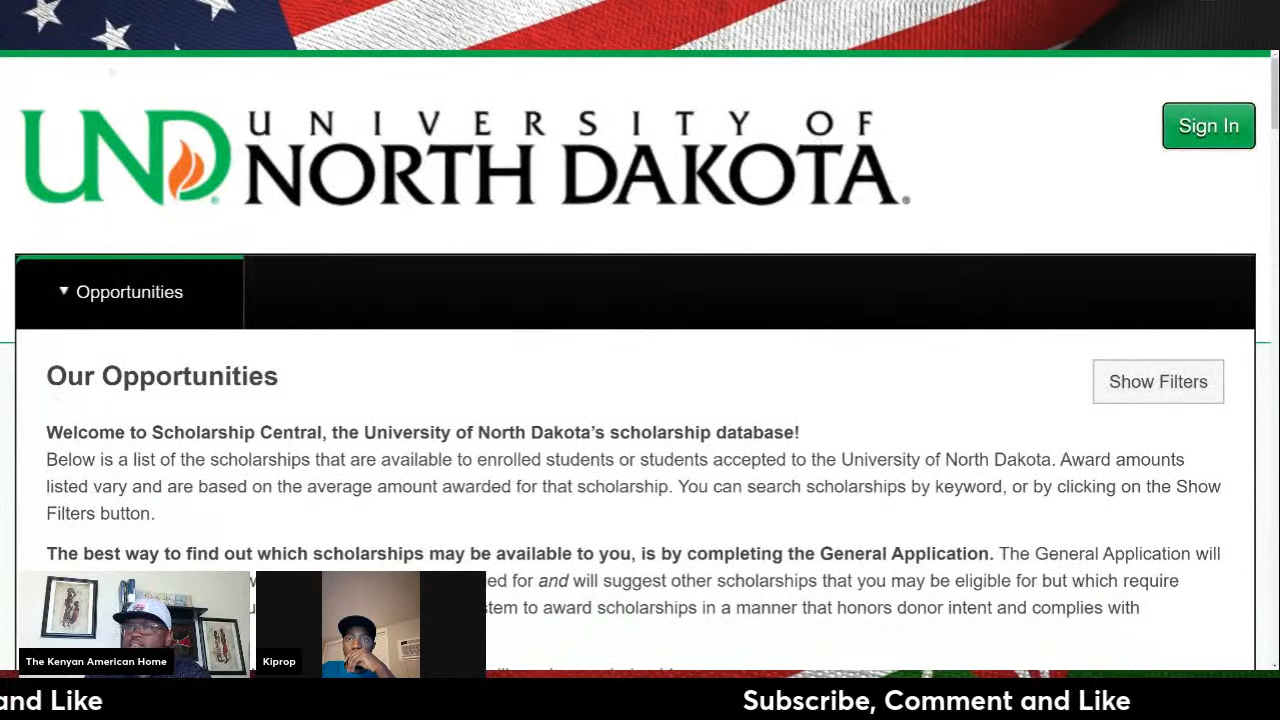 UND UNIVERSITY OF
NORTH DAKOTA.
Sign In
Opportunities
Our Opportunities
Show Filters
Welcome to Scholarship Central, the University of North Dakota’s scholarship database!
Below is a list of the scholarships that are available to enrolled students or students accepted to the University of North Dakota. Award amounts
listed vary and are based on the average amount awarded for that scholarship. You can search scholarships by keyword, or by clicking on the Show
Filters button.
The best way to find out which scholarships may be available to you, is by completing the General Application. The General Application will
ed for and will suggest other scholarships that you may be eligible for but which require
stem to award scholarships in a manner that honors donor intent and complies with
The Kenyan American Home
Kiprop
and Like
Subscribe, Comment and Like